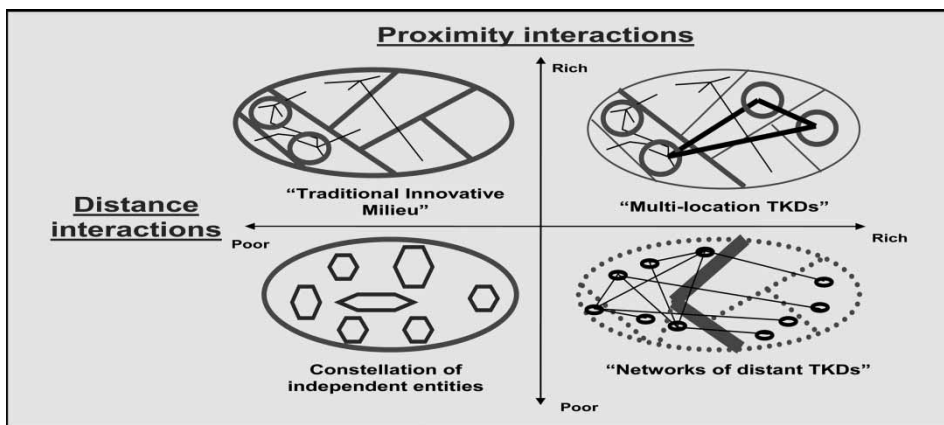 Proximity interactions
Rich
“Traditional Innovative
Milieu”
“Multi-location TKDs”
Distance
interactions
Poor
Rich
Constellation of
independent entities
“Networks of distant TKDs”
Poor